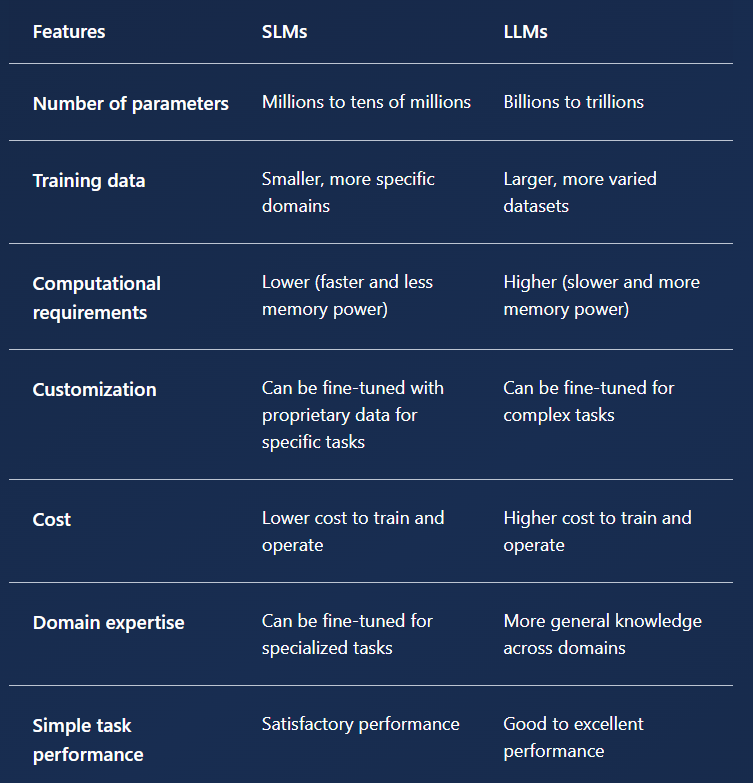 Features SLMs LLMs
Number of parameters Millions to tens of millions Billions to trillions
Training data Smaller, more specific Larger, more varied
domains datasets
Computational Lower (faster and less Higher (slower and more
requirements memory power) memory power)
Customization Can be fine-tuned with Can be fine-tuned for
proprietary data for complex tasks
specific tasks
Cost Lower cost to train and Higher cost to train and
operate operate
Domain expertise Can be fine-tuned for More general knowledge
specialized tasks across domains
Simple task Satisfactory performance Good to excellent
performance performance